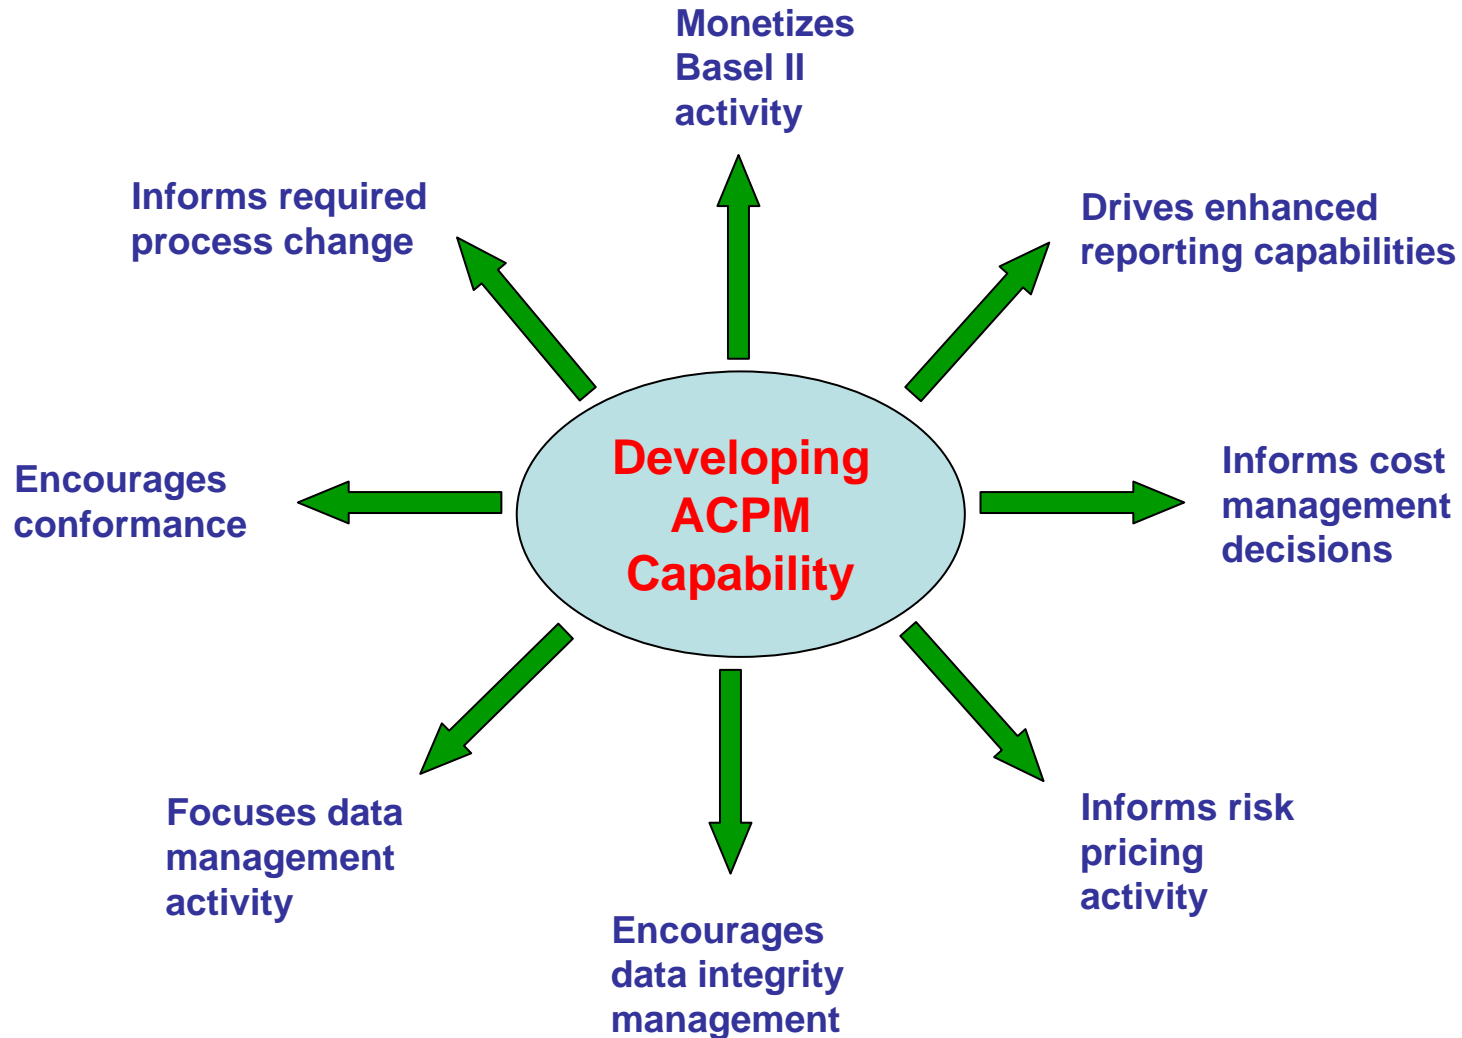 Monetizes
Basel II
activity
Informs required
process change
Drives enhanced
reporting capabilities
Developing
ACPM
Capability
Encourages
conformance
Informs cost
management
decisions
Focuses data
management
activity
Informs risk
pricing
activity
Encourages
data integrity
management